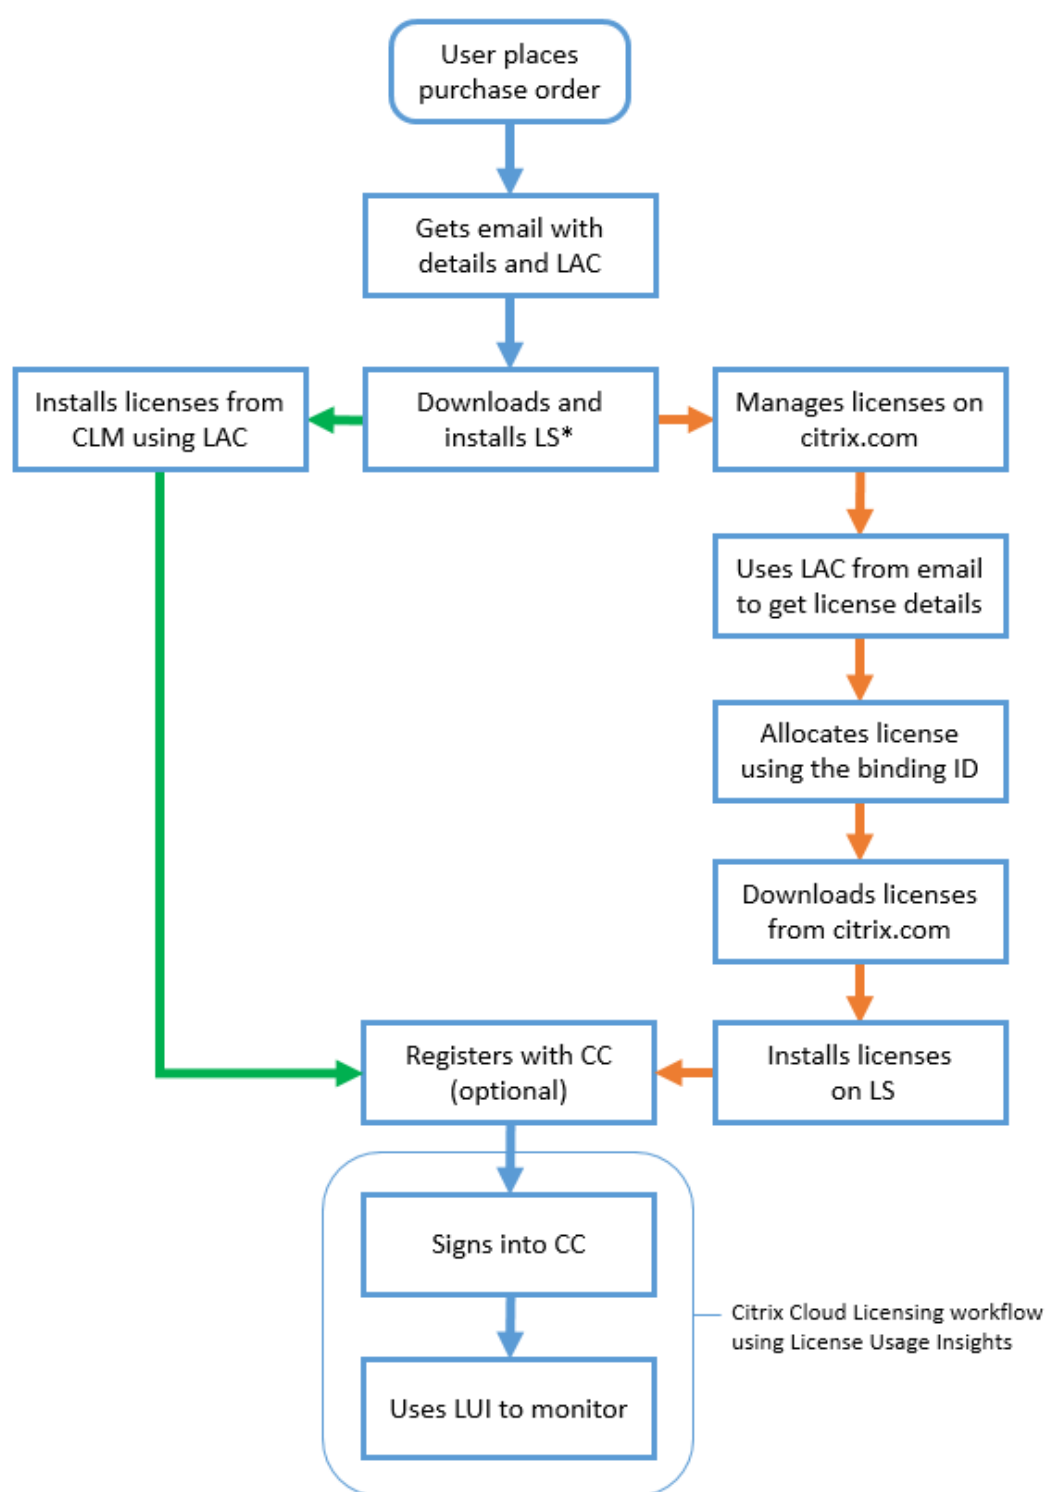 User places
purchase order
Gets email with
details and LAC
Installs licenses from
CLM using LAC
Downloads and
installs LS*
Manages licenses on
citrix.com
Uses LAC from email
to get license details
Allocates license
using the binding ID
Downloads licenses
from citrix.com
Registers with CC
(optional)
Installs licenses
on LS
Signs into CC
Citrix Cloud Licensing workflow
using License Usage Insights
Uses LUI to monitor